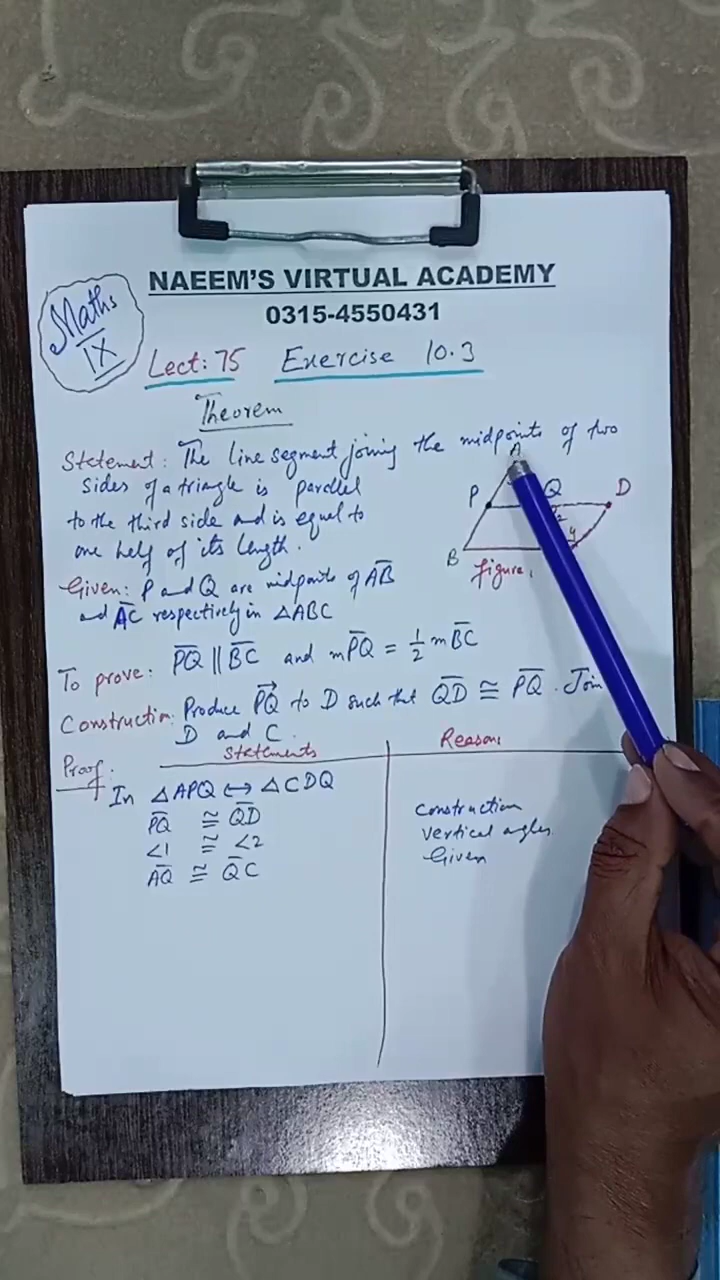 NAEEM'S VIRTUAL ACADEMY
0315-4550431
Maths
IX
Lect: 75 Exercise 10.3
Theorem
Statement: The line segment joining the midpoints of two
sides of a triangle is parallel
to the third side and is equal to
one half of its length.
A
P Q D
2
4
B
figure
Given: P and Q are midpoints of AB
and AC respectively in △ABC
To prove: PQ || BC and mPQ = 1/2 mBC
Construction: Produce PQ to D such that QD ≅ PQ. Join
D and C.
Proof: Statements Reasons
In △APQ ↔ △CDQ
PQ ≅ QD Construction
<1 ≅ <2 Vertical angles
AQ ≅ QC Given